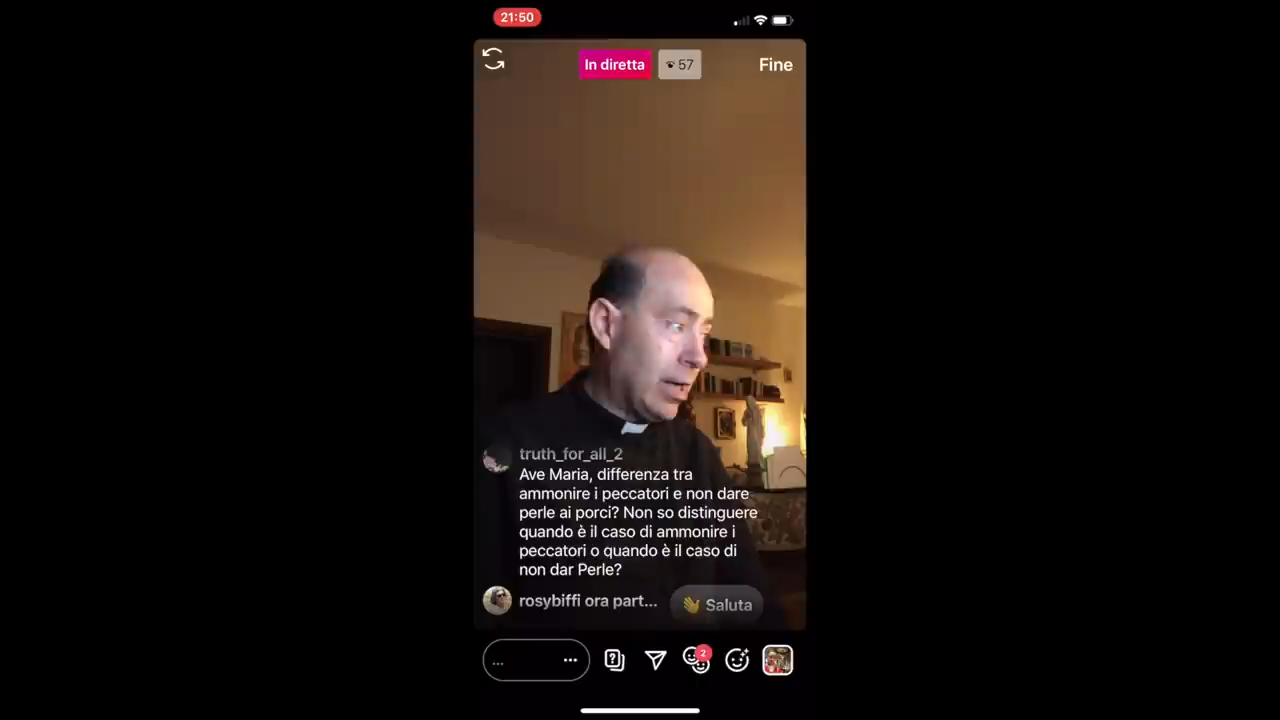 21:50
In diretta
57
Fine
truth_for_all_2
Ave Maria, differenza tra
ammonire i peccatori e non dare
perle ai porci? Non so distinguere
quando è il caso di ammonire i
peccatori o quando è il caso di
non dar Perle?
rosybiffi ora part...
👋 Saluta
...
2